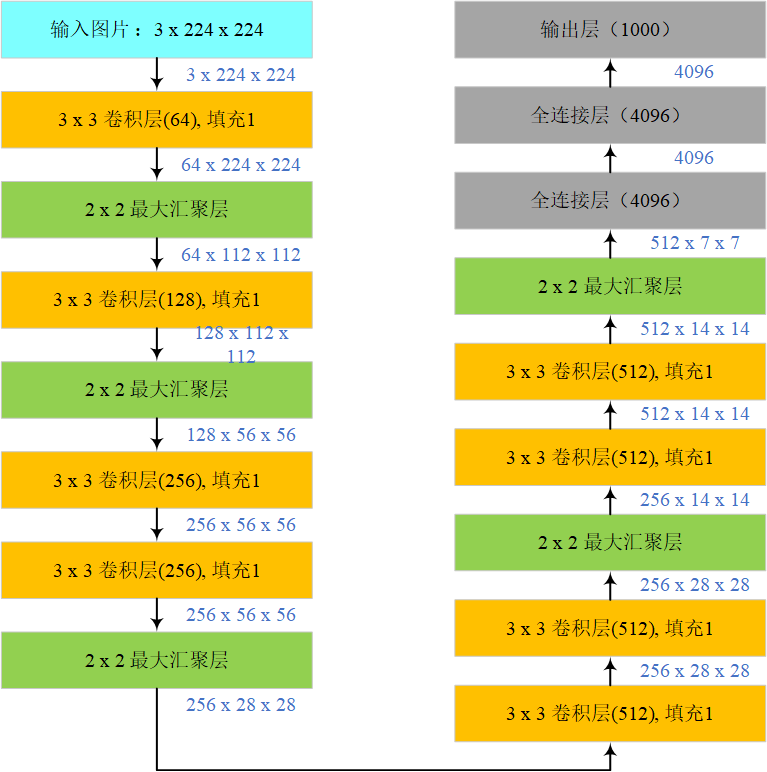 输入图片：3 x 224 x 224
3 x 224 x 224
3 x 3 卷积层(64), 填充1
64 x 224 x 224
2 x 2 最大汇聚层
64 x 112 x 112
3 x 3 卷积层(128), 填充1
128 x 112 x
112
2 x 2 最大汇聚层
128 x 56 x 56
3 x 3 卷积层(256), 填充1
256 x 56 x 56
3 x 3 卷积层(256), 填充1
256 x 56 x 56
2 x 2 最大汇聚层
256 x 28 x 28
3 x 3 卷积层(512), 填充1
256 x 28 x 28
3 x 3 卷积层(512), 填充1
256 x 28 x 28
2 x 2 最大汇聚层
256 x 14 x 14
3 x 3 卷积层(512), 填充1
512 x 14 x 14
3 x 3 卷积层(512), 填充1
512 x 14 x 14
2 x 2 最大汇聚层
512 x 7 x 7
全连接层（4096）
4096
全连接层（4096）
4096
输出层（1000）